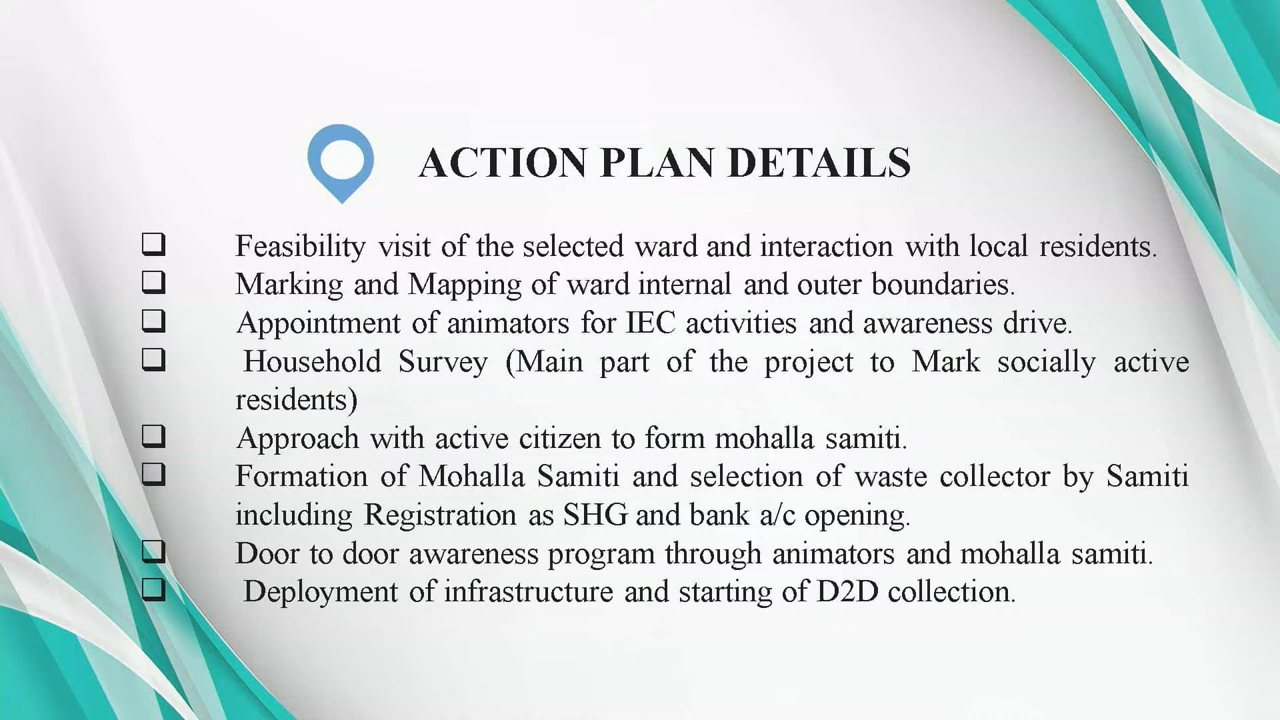 ACTION PLAN DETAILS
❑ Feasibility visit of the selected ward and interaction with local residents.
❑ Marking and Mapping of ward internal and outer boundaries.
❑ Appointment of animators for IEC activities and awareness drive.
❑ Household Survey (Main part of the project to Mark socially active
residents)
❑ Approach with active citizen to form mohalla samiti.
❑ Formation of Mohalla Samiti and selection of waste collector by Samiti
including Registration as SHG and bank a/c opening.
❑ Door to door awareness program through animators and mohalla samiti.
❑ Deployment of infrastructure and starting of D2D collection.